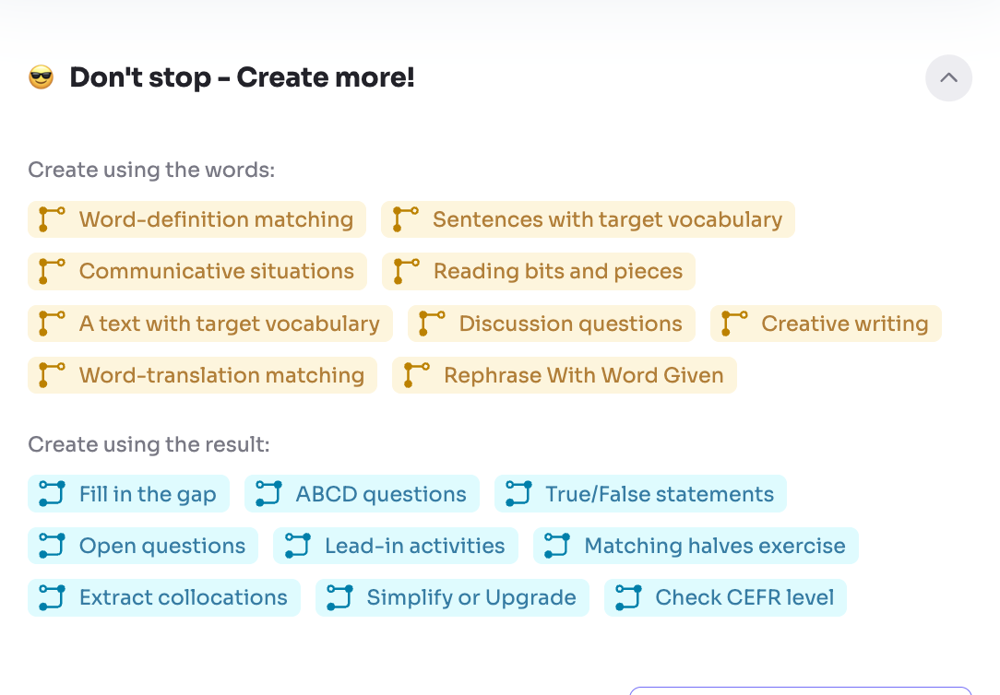 😎 Don't stop - Create more!
Create using the words:
Word-definition matching Sentences with target vocabulary
Communicative situations Reading bits and pieces
A text with target vocabulary Discussion questions Creative writing
Word-translation matching Rephrase With Word Given
Create using the result:
Fill in the gap ABCD questions True/False statements
Open questions Lead-in activities Matching halves exercise
Extract collocations Simplify or Upgrade Check CEFR level